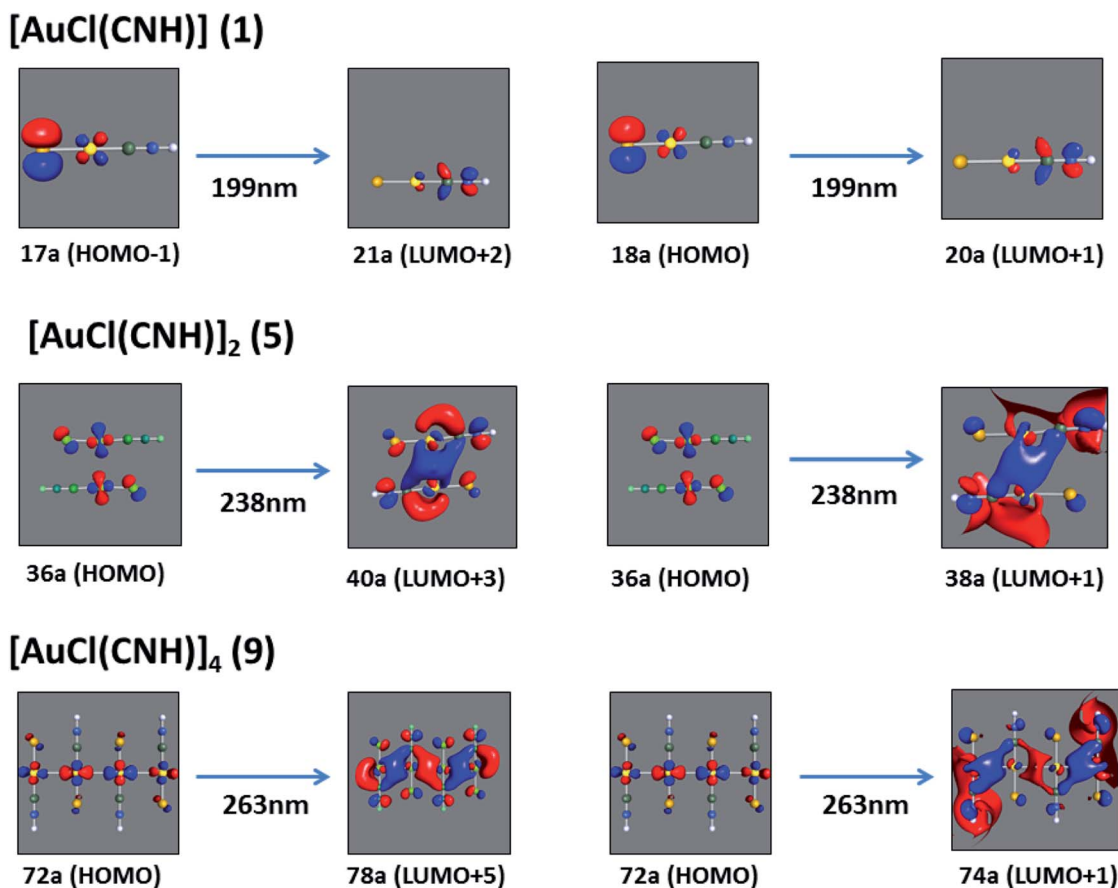 [AuCl(CNH)] (1)
199nm
199nm
17a (HOMO-1)
21a (LUMO+2)
18a (HOMO)
20a (LUMO+1)
[AuCl(CNH)]₂ (5)
238nm
238nm
36a (HOMO)
40a (LUMO+3)
36a (HOMO)
38a (LUMO+1)
[AuCl(CNH)]₄ (9)
263nm
263nm
72a (HOMO)
78a (LUMO+5)
72a (HOMO)
74a (LUMO+1)